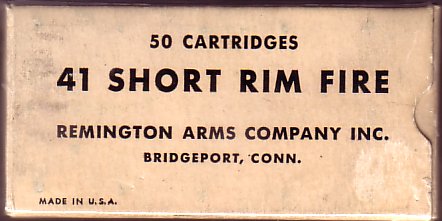 50 CARTRIDGES
41 SHORT RIM FIRE
REMINGTON ARMS COMPANY INC.
BRIDGEPORT, CONN.
MADE IN U.S.A.